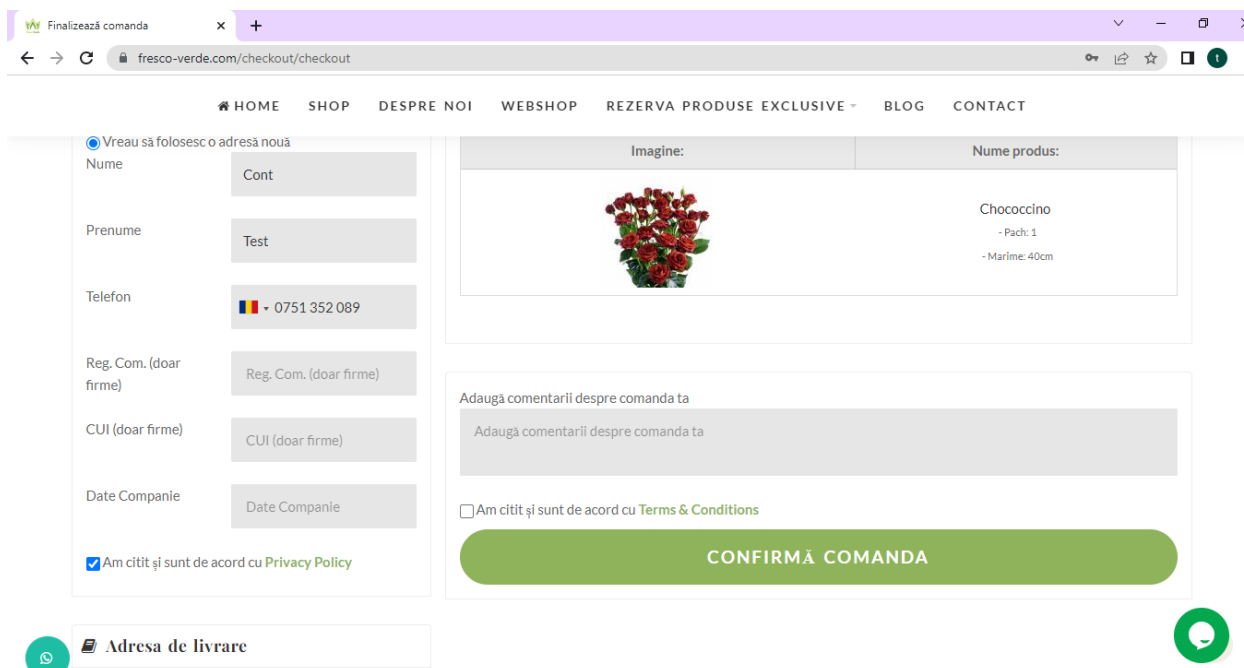 Finalizează comanda
fresco-verde.com/checkout/checkout
t
HOME SHOP DESPRE NOI WEBSHOP REZERVA PRODUSE EXCLUSIVE BLOG CONTACT
Vreau să folosesc o adresă nouă
Nume
Cont
Prenume
Test
Telefon
0751 352 089
Reg. Com. (doar
firme)
Reg. Com. (doar firme)
CUI (doar firme)
CUI (doar firme)
Date Companie
Date Companie
Am citit și sunt de acord cu Privacy Policy
Adresa de livrare
Imagine: Nume produs:
Chococcino
- Pach: 1
- Marime: 40cm
Adaugă comentarii despre comanda ta
Adaugă comentarii despre comanda ta
Am citit și sunt de acord cu Terms & Conditions
CONFIRMĂ COMANDA